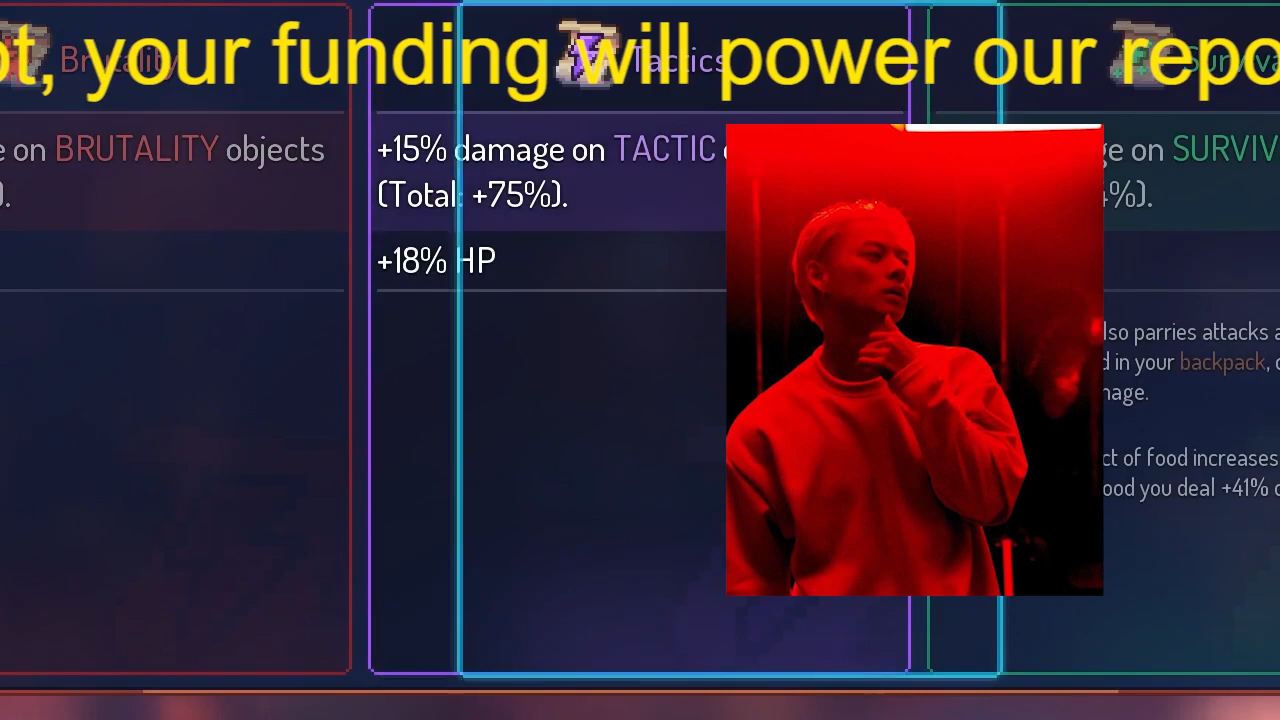 ot, your funding will power our repo
Brutality
Tactics
Surviva
e on BRUTALITY objects
).
+15% damage on TACTIC
(Total: +75%).
+18% HP
ge on SURVIV
4%).
lso parries attacks a
d in your backpack, 
mage.
ct of food increases
ood you deal +41%